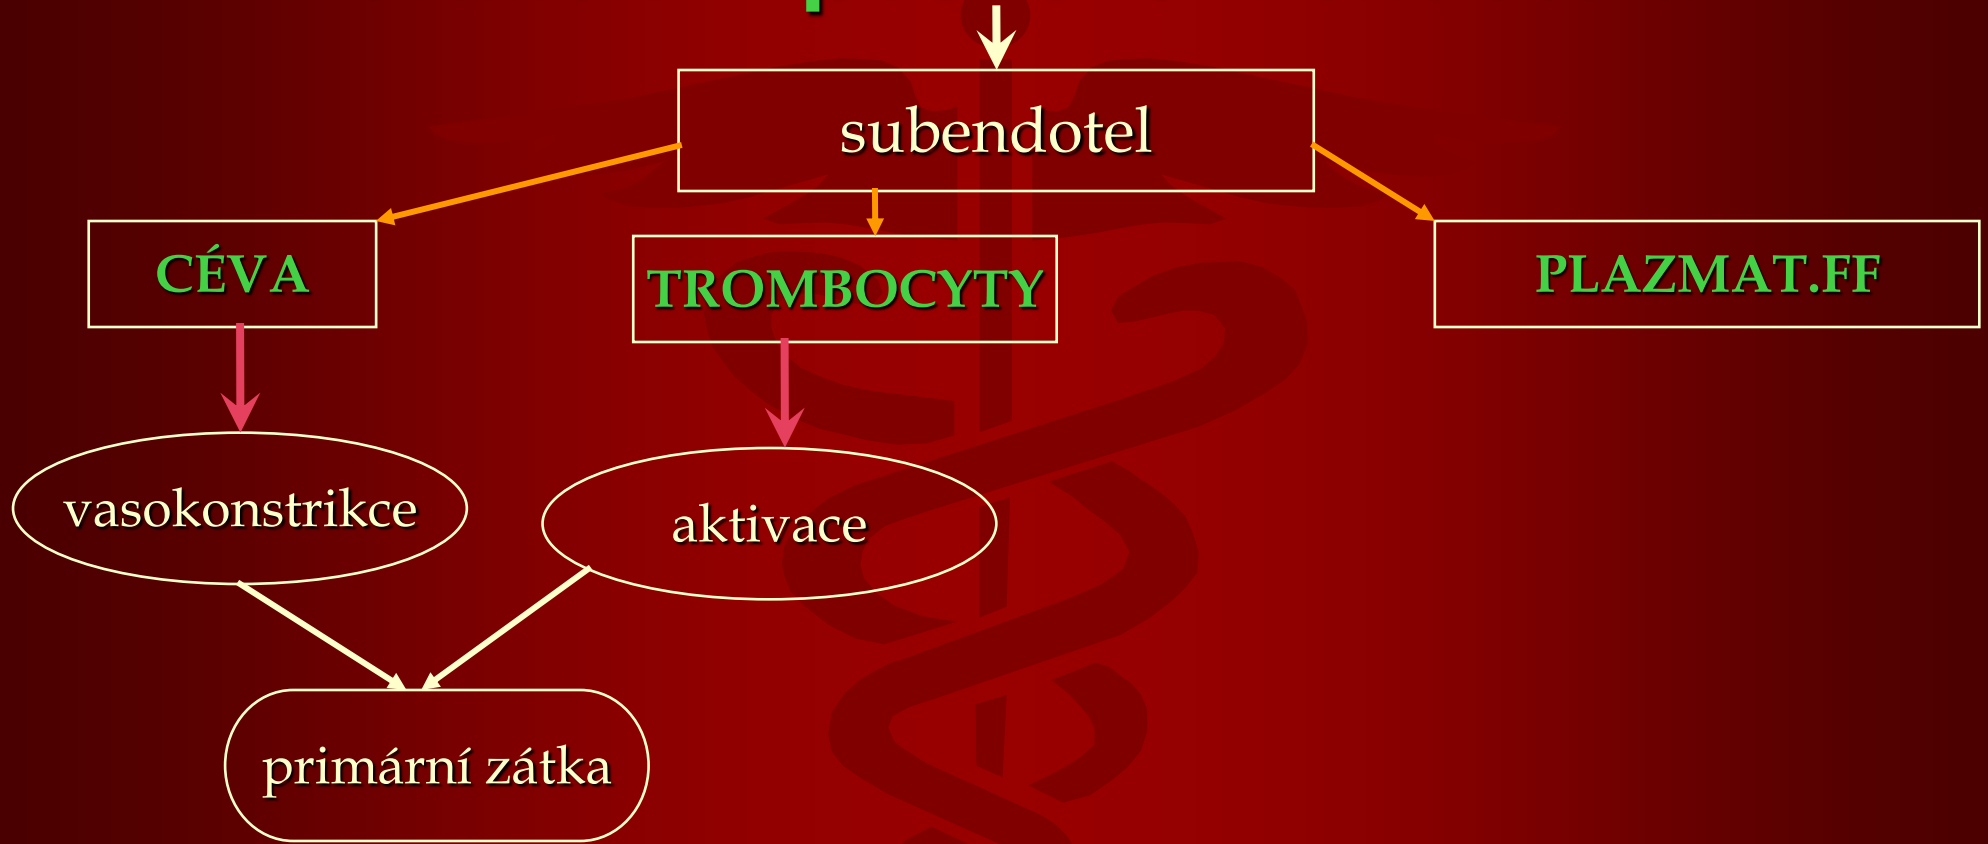 subendotel
CÉVA
TROMBOCYTY
PLAZMAT.FF
vasokonstrikce
aktivace
primární zátka